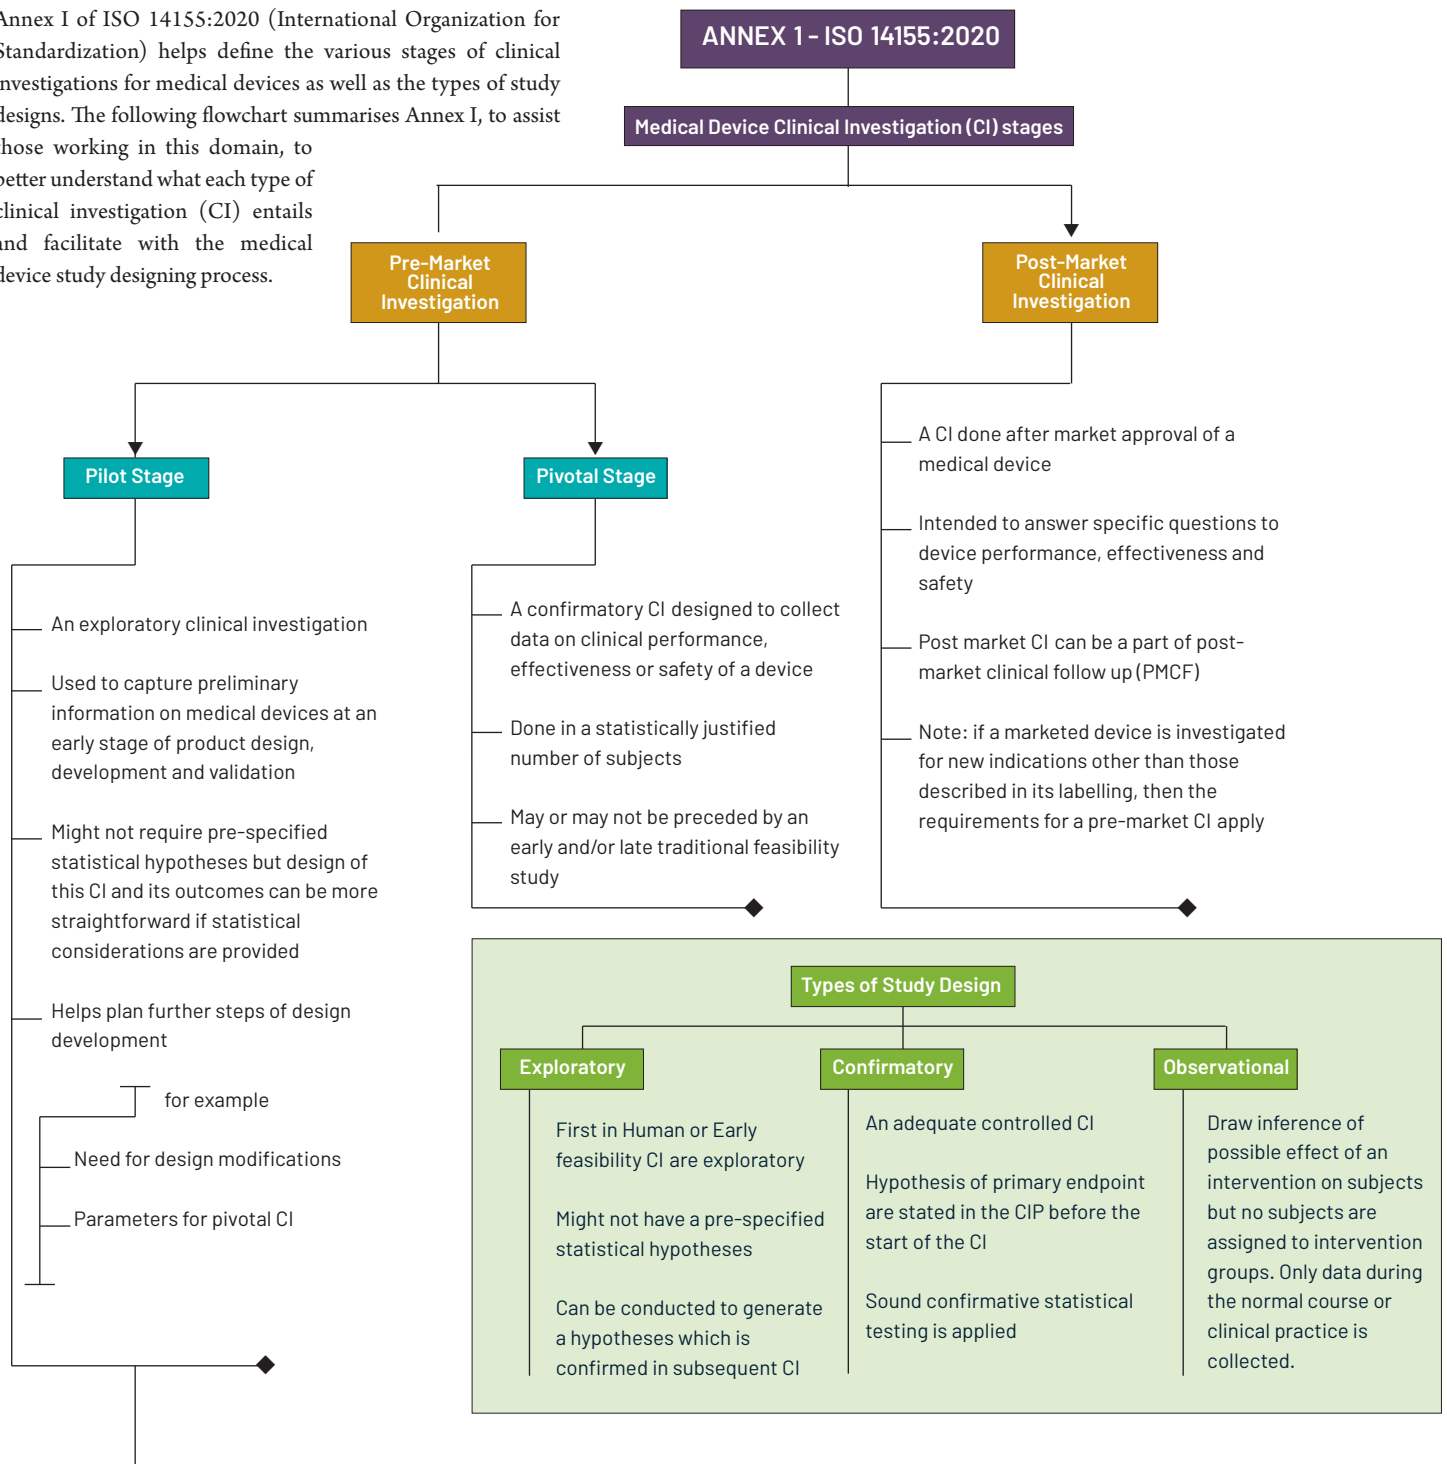 Annex I of ISO 14155:2020 (International Organization for
Standardization) helps define the various stages of clinical
investigations for medical devices as well as the types of study
designs. The following flowchart summarises Annex I, to assist
those working in this domain, to
better understand what each type of
clinical investigation (CI) entails
and facilitate with the medical
device study designing process.
ANNEX 1 - ISO 14155:2020
Medical Device Clinical Investigation (CI) stages
Pre-Market
Clinical
Investigation
Post-Market
Clinical
Investigation
Pilot Stage
An exploratory clinical investigation
Used to capture preliminary
information on medical devices at an
early stage of product design,
development and validation
Might not require pre-specified
statistical hypotheses but design of
this CI and its outcomes can be more
straightforward if statistical
considerations are provided
Helps plan further steps of design
development
for example
Need for design modifications
Parameters for pivotal CI
Pivotal Stage
A confirmatory CI designed to collect
data on clinical performance,
effectiveness or safety of a device
Done in a statistically justified
number of subjects
May or may not be preceded by an
early and/or late traditional feasibility
study
A CI done after market approval of a
medical device
Intended to answer specific questions to
device performance, effectiveness and
safety
Post market CI can be a part of post-
market clinical follow up (PMCF)
Note: if a marketed device is investigated
for new indications other than those
described in its labelling, then the
requirements for a pre-market CI apply
Types of Study Design
Exploratory
First in Human or Early
feasibility CI are exploratory
Might not have a pre-specified
statistical hypotheses
Can be conducted to generate
a hypotheses which is
confirmed in subsequent CI
Confirmatory
An adequate controlled CI
Hypothesis of primary endpoint
are stated in the CIP before the
start of the CI
Sound confirmative statistical
testing is applied
Observational
Draw inference of
possible effect of an
intervention on subjects
but no subjects are
assigned to intervention
groups. Only data during
the normal course or
clinical practice is
collected.